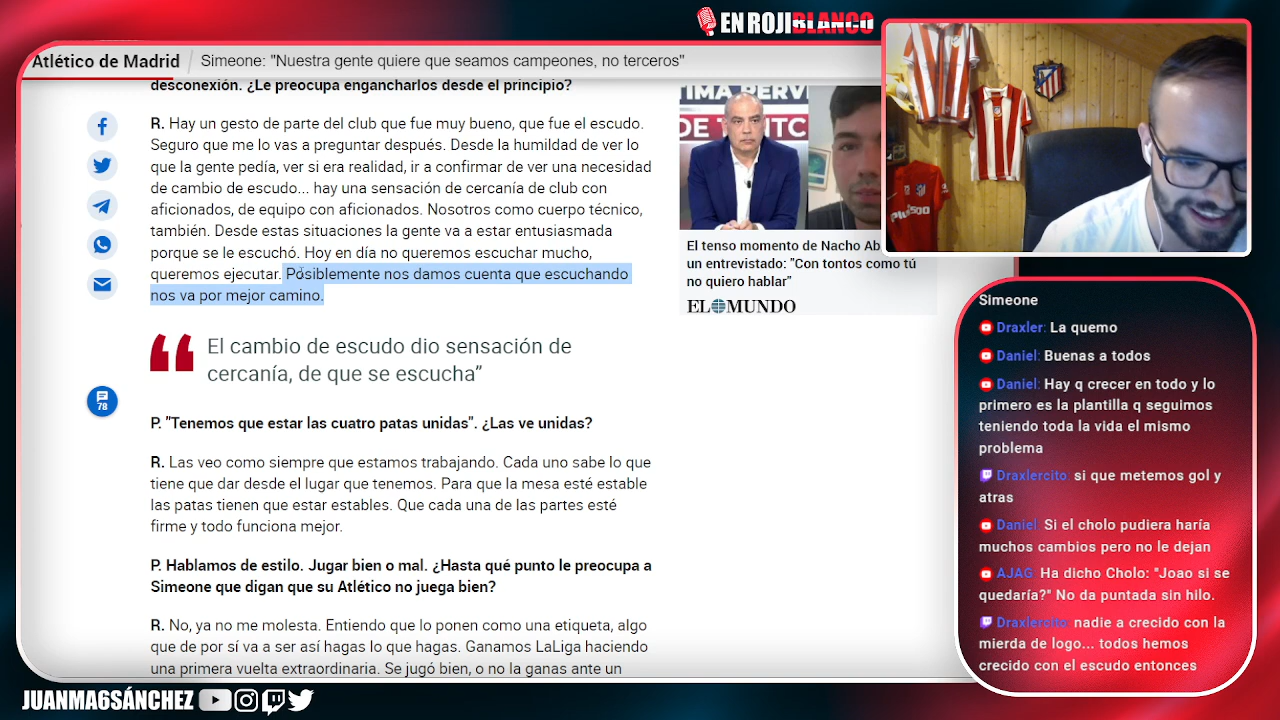 EN ROJIBLANCO
Atlético de Madrid
Simeone: "Nuestra gente quiere que seamos campeones, no terceros"
desconexión. ¿Le preocupa engancharlos desde el principio?
R. Hay un gesto de parte del club que fue muy bueno, que fue el escudo.
Seguro que me lo vas a preguntar después. Desde la humildad de ver lo
que la gente pedía, ver si era realidad, ir a confirmar de ver una necesidad
de cambio de escudo... hay una sensación de cercanía de club con
aficionados, de equipo con aficionados. Nosotros como cuerpo técnico,
también. Desde estas situaciones la gente va a estar entusiasmada
porque se le escuchó. Hoy en día no queremos escuchar mucho,
queremos ejecutar. Posiblemente nos damos cuenta que escuchando
nos va por mejor camino.
El cambio de escudo dio sensación de
cercanía, de que se escucha”
78
P. "Tenemos que estar las cuatro patas unidas". ¿Las ve unidas?
R. Las veo como siempre que estamos trabajando. Cada uno sabe lo que
tiene que dar desde el lugar que tenemos. Para que la mesa esté estable
las patas tienen que estar estables. Que cada una de las partes esté
firme y todo funciona mejor.
P. Hablamos de estilo. Jugar bien o mal. ¿Hasta qué punto le preocupa a
Simeone que digan que su Atlético no juega bien?
R. No, ya no me molesta. Entiendo que lo ponen como una etiqueta, algo
que de por sí va a ser así hagas lo que hagas. Ganamos LaLiga haciendo
una primera vuelta extraordinaria. Se jugó bien, o no la ganas ante un
El tenso momento de Nacho Ab
un entrevistado: "Con tontos como tú
no quiero hablar"
EL MUNDO
Simeone
Draxler: La quemo
Daniel: Buenas a todos
Daniel: Hay q crecer en todo y lo
primero es la plantilla q seguimos
teniendo toda la vida el mismo
problema
Draxlercito: si que metemos gol y
atras
Daniel: Si el cholo pudiera haría
muchos cambios pero no le dejan
AJAG: Ha dicho Cholo: "Joao si se
quedaría?" No da puntada sin hilo.
Draxlercito: nadie a crecido con la
mierda de logo... todos hemos
crecido con el escudo entonces
JUANMA6SÁNCHEZ